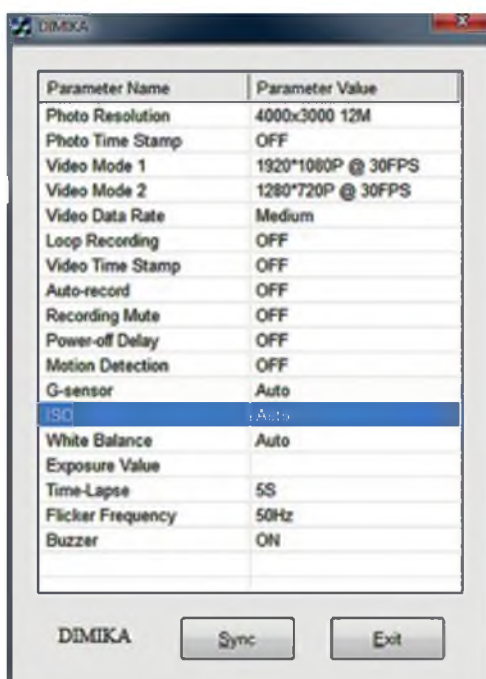 DIMIKA
Parameter Name Parameter Value
Photo Resolution 4000x3000 12M
Photo Time Stamp OFF
Video Mode 1 1920*1080P @ 30FPS
Video Mode 2 1280*720P @ 30FPS
Video Data Rate Medium
Loop Recording OFF
Video Time Stamp OFF
Auto-record OFF
Recording Mute OFF
Power-off Delay OFF
Motion Detection OFF
G-sensor Auto
ISO Auto
White Balance Auto
Exposure Value
Time-Lapse 5S
Flicker Frequency 50Hz
Buzzer ON
DIMIKA Sync Exit